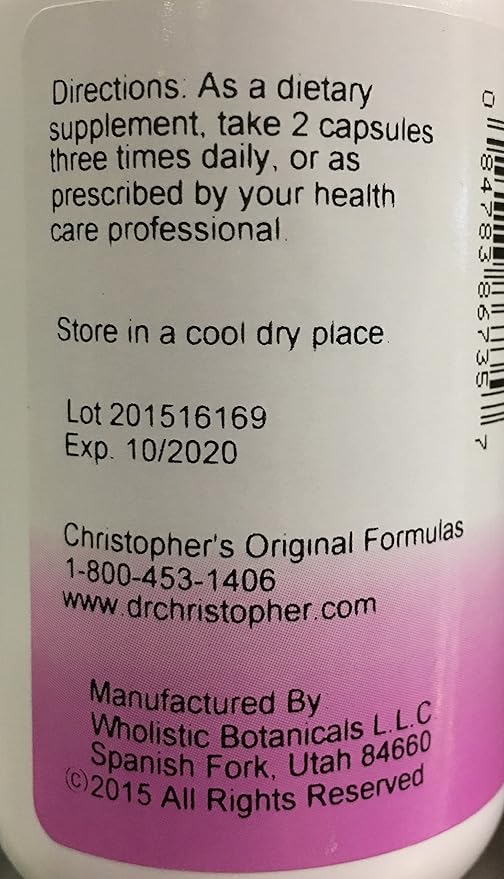 Directions: As a dietary
supplement, take 2 capsules
three times daily, or as
prescribed by your health
care professional.
Store in a cool dry place.
Lot 201516169
Exp. 10/2020
Christopher's Original Formulas
1-800-453-1406
www.drchristopher.com
Manufactured By
Wholistic Botanicals L.L.C.
Spanish Fork, Utah 84660
(c)2015 All Rights Reserved
0 84783 86735 7